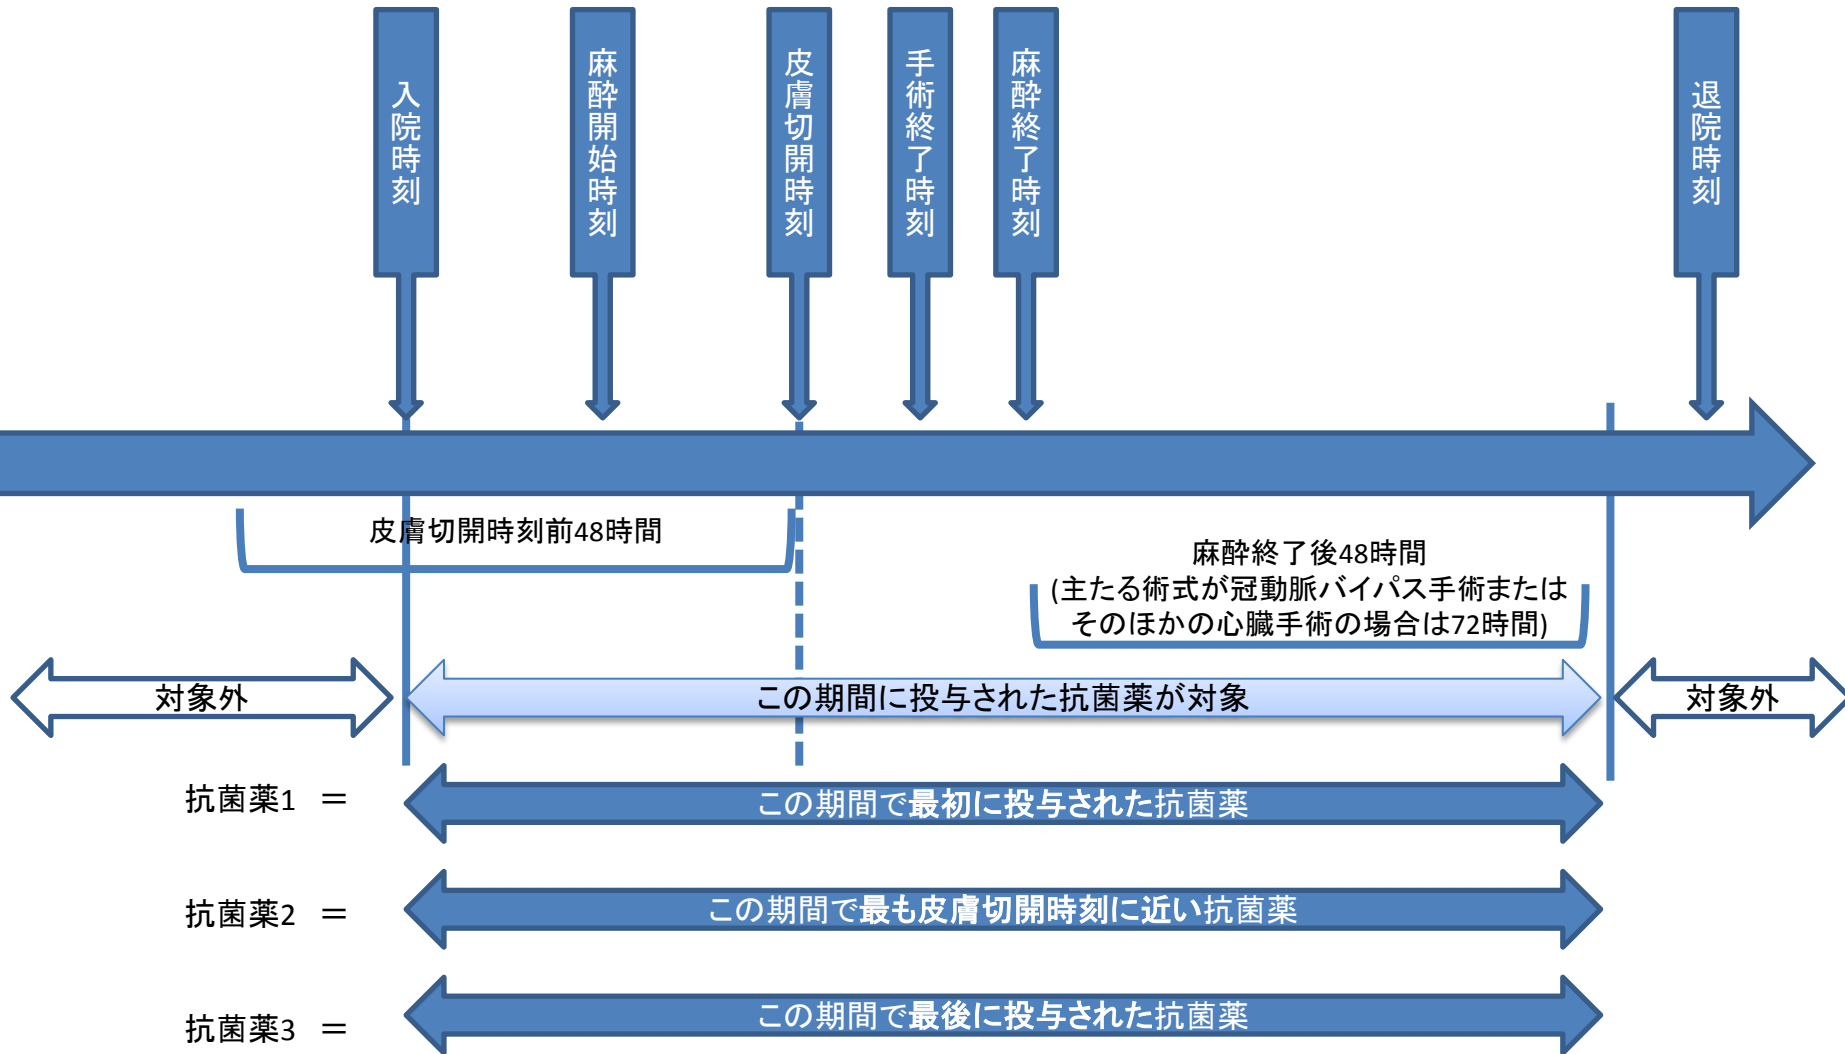 入院時刻
麻酔開始時刻
皮膚切開時刻
手術終了時刻
麻酔終了時刻
退院時刻
皮膚切開時刻前48時間
麻酔終了後48時間
(主たる術式が冠動脈バイパス手術または
そのほかの心臓手術の場合は72時間)
対象外
この期間に投与された抗菌薬が対象
対象外
抗菌薬1 ＝
この期間で最初に投与された抗菌薬
抗菌薬2 ＝
この期間で最も皮膚切開時刻に近い抗菌薬
抗菌薬3 ＝
この期間で最後に投与された抗菌薬